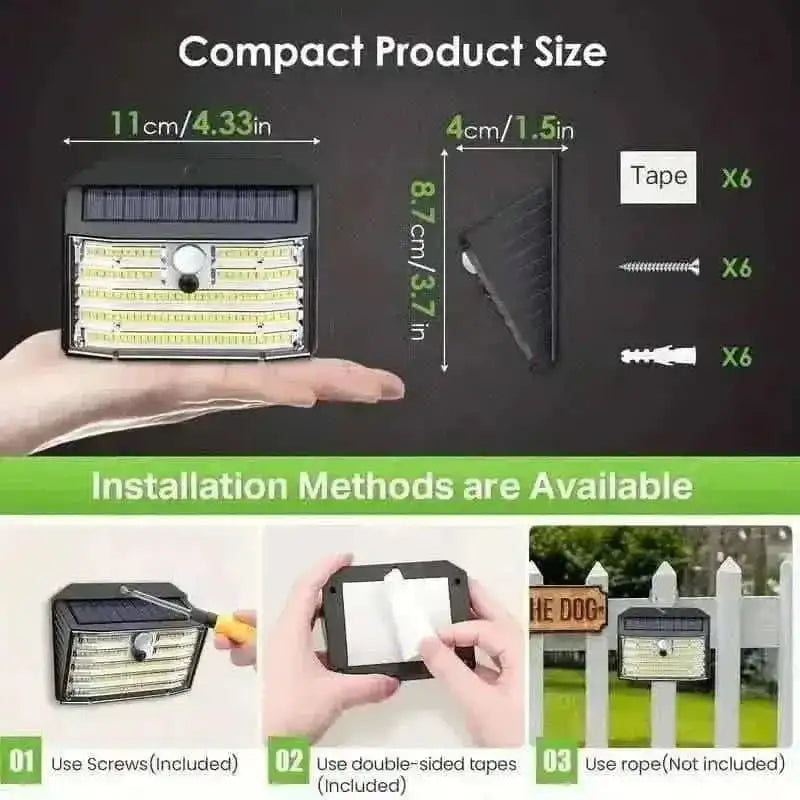 Compact Product Size
11cm/4.33in
4cm/1.5in
8.7cm/3.7in
Tape X6
X6
X6
Installation Methods are Available
HE DOG
01 Use Screws(Included)
02 Use double-sided tapes
(Included)
03 Use rope(Not included)